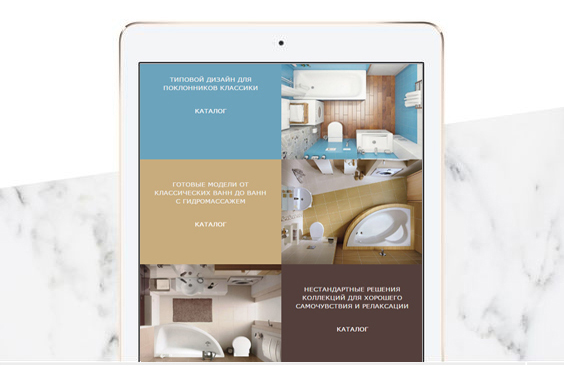 ТИПОВОЙ ДИЗАЙН ДЛЯ
ПОКЛОННИКОВ КЛАССИКИ
КАТАЛОГ
ГОТОВЫЕ МОДЕЛИ ОТ
КЛАССИЧЕСКИХ ВАНН ДО ВАНН
С ГИДРОМАССАЖЕМ
КАТАЛОГ
НЕСТАНДАРТНЫЕ РЕШЕНИЯ
КОЛЛЕКЦИЙ ДЛЯ ХОРОШЕГО
САМОЧУВСТВИЯ И РЕЛАКСАЦИИ
КАТАЛОГ